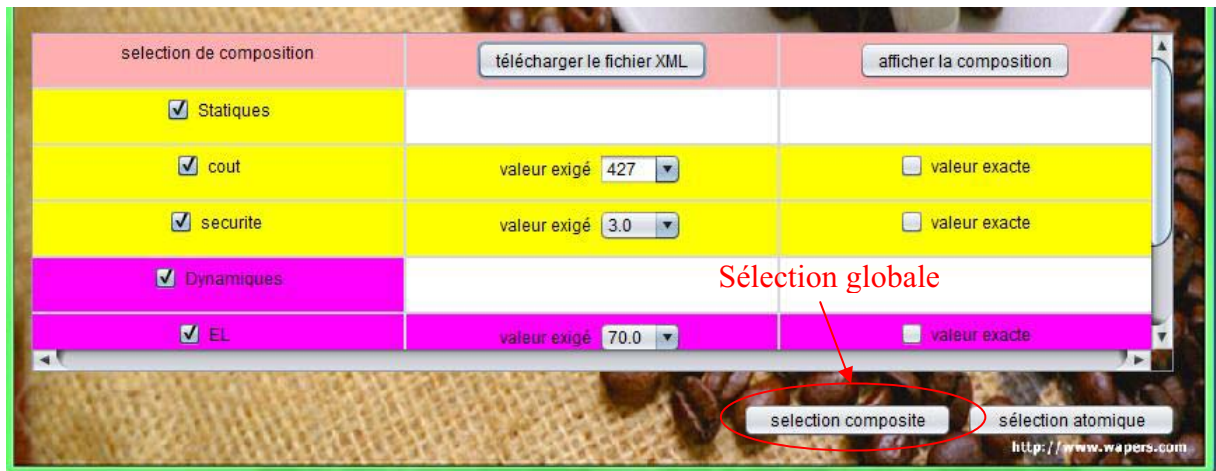 selection de composition télécharger le fichier XML afficher la composition
Statiques
cout valeur exigé 427 valeur exacte
securite valeur exigé 3.0 valeur exacte
Dynamiques
Sélection globale
EL valeur exigé 70.0 valeur exacte
selection composite sélection atomique
http://www.wapers.com